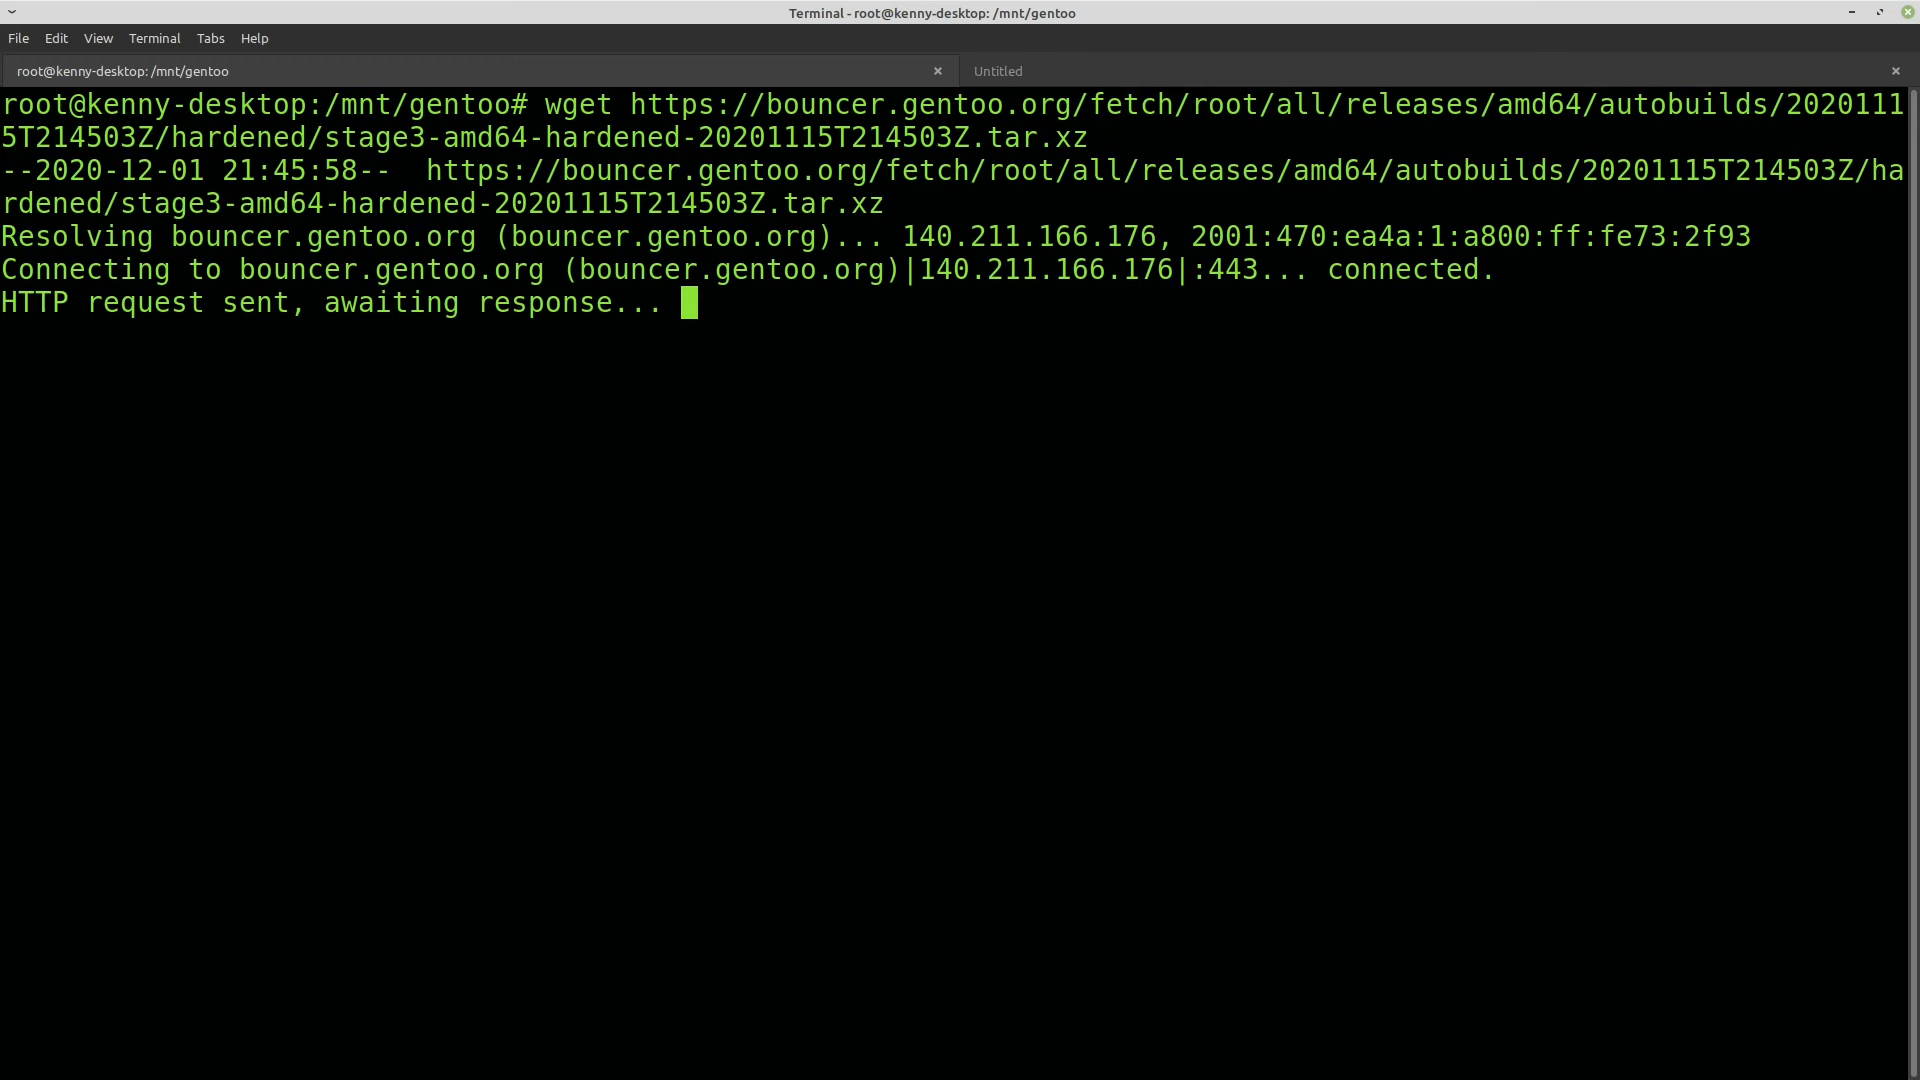 Terminal - root@kenny-desktop: /mnt/gentoo
File Edit View Terminal Tabs Help
root@kenny-desktop: /mnt/gentoo × Untitled ×
root@kenny-desktop:/mnt/gentoo# wget https://bouncer.gentoo.org/fetch/root/all/releases/amd64/autobuilds/2020111
5T214503Z/hardened/stage3-amd64-hardened-20201115T214503Z.tar.xz
--2020-12-01 21:45:58--  https://bouncer.gentoo.org/fetch/root/all/releases/amd64/autobuilds/20201115T214503Z/ha
rdened/stage3-amd64-hardened-20201115T214503Z.tar.xz
Resolving bouncer.gentoo.org (bouncer.gentoo.org)... 140.211.166.176, 2001:470:ea4a:1:a800:ff:fe73:2f93
Connecting to bouncer.gentoo.org (bouncer.gentoo.org)|140.211.166.176|:443... connected.
HTTP request sent, awaiting response...